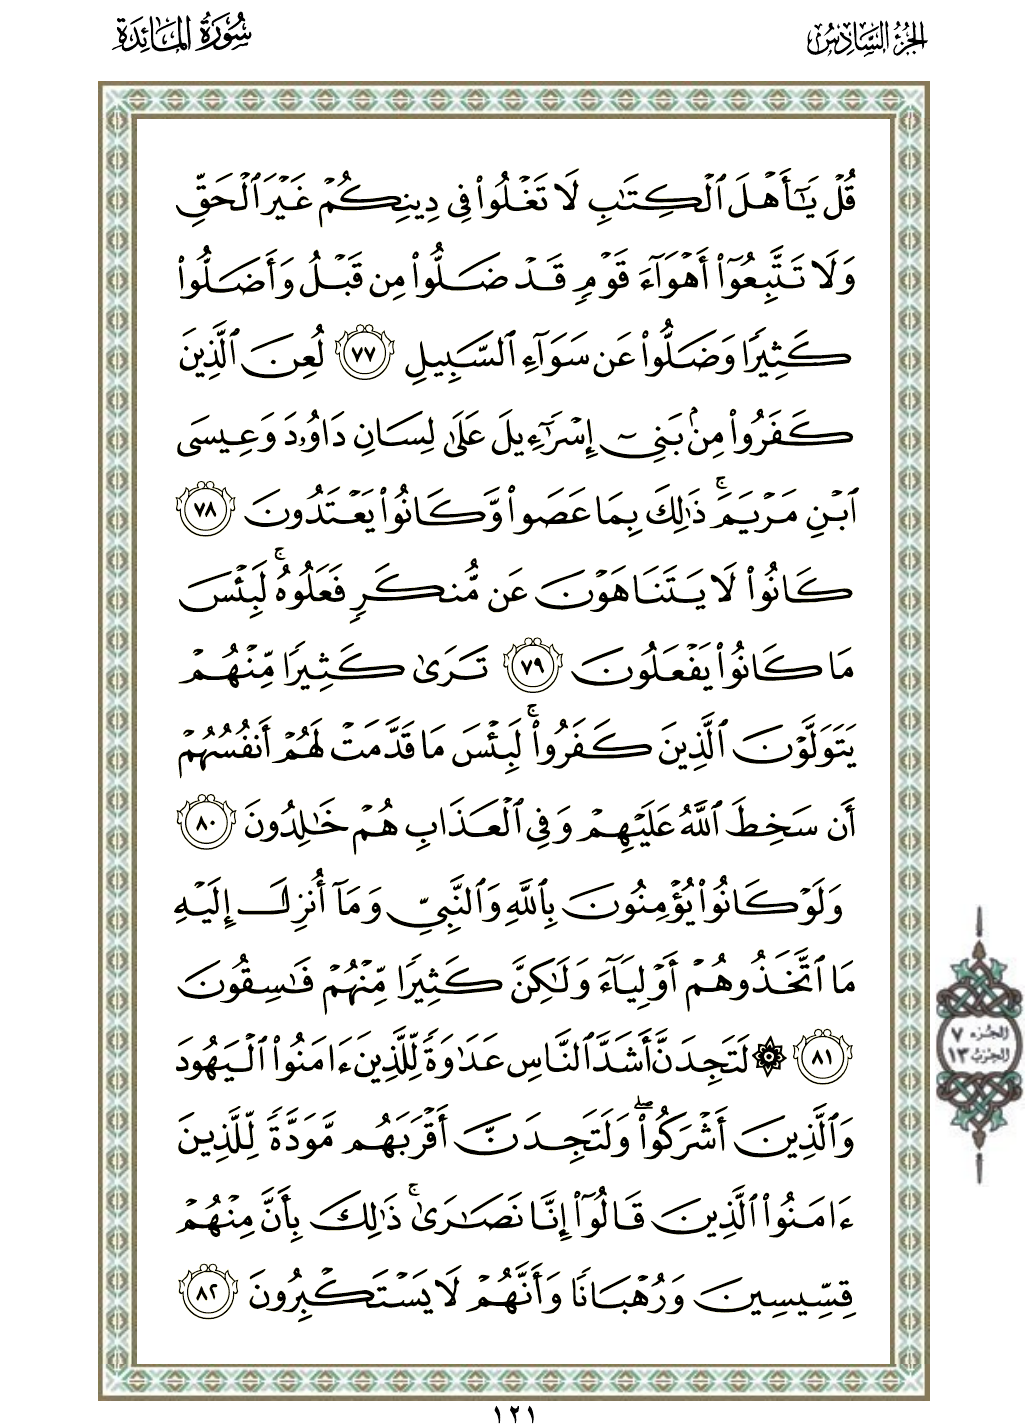 الجزء السادس
سورة المائدة
قُلْ يَـٰٓأَهْلَ ٱلْكِتَـٰبِ لَا تَغْلُوا۟ فِى دِينِكُمْ غَيْرَ ٱلْحَقِّ
وَلَا تَتَّبِعُوٓا۟ أَهْوَآءَ قَوْمٍ قَدْ ضَلُّوا۟ مِن قَبْلُ وَأَضَلُّوا۟
كَثِيرًا وَضَلُّوا۟ عَن سَوَآءِ ٱلسَّبِيلِ ٧٧ لُعِنَ ٱلَّذِينَ
كَفَرُوا۟ مِنۢ بَنِىٓ إِسْرَٰٓءِيلَ عَلَىٰ لِسَانِ دَاوُۥدَ وَعِيسَى
ٱبْنِ مَرْيَمَ ۚ ذَٰلِكَ بِمَا عَصَوا۟ وَّكَانُوا۟ يَعْتَدُونَ ٧٨
كَانُوا۟ لَا يَتَنَاهَوْنَ عَن مُّنكَرٍ فَعَلُوهُ ۚ لَبِئْسَ
مَا كَانُوا۟ يَفْعَلُونَ ٧٩ تَرَىٰ كَثِيرًا مِّنْهُمْ
يَتَوَلَّوْنَ ٱلَّذِينَ كَفَرُوا۟ ۚ لَبِئْسَ مَا قَدَّمَتْ لَهُمْ أَنفُسُهُمْ
أَن سَخِطَ ٱللَّهُ عَلَيْهِمْ وَفِى ٱلْعَذَابِ هُمْ خَـٰلِدُونَ ٨٠
وَلَوْ كَانُوا۟ يُؤْمِنُونَ بِٱللَّهِ وَٱلنَّبِىِّ وَمَآ أُنزِلَ إِلَيْهِ
مَا ٱتَّخَذُوهُمْ أَوْلِيَآءَ وَلَـٰكِنَّ كَثِيرًا مِّنْهُمْ فَـٰسِقُونَ
٨١ ۞ لَتَجِدَنَّ أَشَدَّ ٱلنَّاسِ عَدَٰوَةً لِّلَّذِينَ ءَامَنُوا۟ ٱلْيَهُودَ
وَٱلَّذِينَ أَشْرَكُوا۟ ۖ وَلَتَجِدَنَّ أَقْرَبَهُم مَّوَدَّةً لِّلَّذِينَ
ءَامَنُوا۟ ٱلَّذِينَ قَالُوٓا۟ إِنَّا نَصَـٰرَىٰ ۚ ذَٰلِكَ بِأَنَّ مِنْهُمْ
قِسِّيسِينَ وَرُهْبَانًا وَأَنَّهُمْ لَا يَسْتَكْبِرُونَ ٨٢
الجزء ٧
الحزب ١٣
١٢١